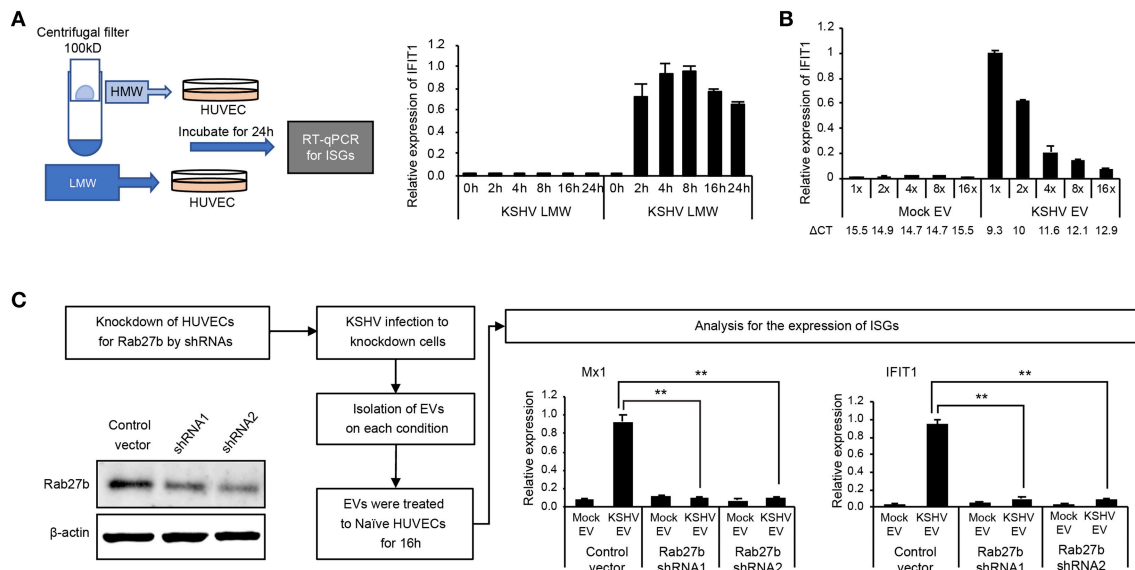 A
Centrifugal filter
100kD
HMW
HUVEC
Incubate for 24h
RT-qPCR
for ISGs
LMW
HUVEC
Relative expression of IFIT1
1.2
1.0
0.8
0.6
0.4
0.2
0.0
0h 2h 4h 8h 16h 24h 0h 2h 4h 8h 16h 24h
KSHV LMW KSHV LMW
B
Relative expression of IFIT1
1.2
1.0
0.8
0.6
0.4
0.2
0
1x 2x 4x 8x 16x 1x 2x 4x 8x 16x
Mock EV KSHV EV
ΔCT 15.5 14.9 14.7 14.7 15.5 9.3 10 11.6 12.1 12.9
C
Knockdown of HUVECs
for Rab27b by shRNAs
KSHV infection to
knockdown cells
Isolation of EVs
on each condition
EVs were treated
to Naïve HUVECs
for 16h
Analysis for the expression of ISGs
Control
vector
shRNA1
shRNA2
Rab27b
β-actin
Mx1
**
**
Relative expression
1.2
1.0
0.8
0.6
0.4
0.2
0
Mock KSHV Mock KSHV Mock KSHV
EV EV EV EV EV EV
Control Rab27b Rab27b
vector shRNA1 shRNA2
IFIT1
**
**
Relative expression
1.2
1.0
0.8
0.6
0.4
0.2
0
Mock KSHV Mock KSHV Mock KSHV
EV EV EV EV EV EV
Control Rab27b Rab27b
vector shRNA1 shRNA2